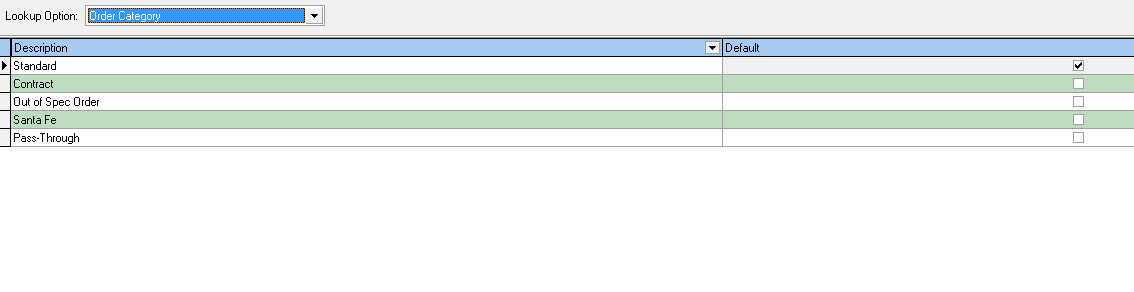 Lookup Option: Order Category
Description Default
Standard
Contract
Out of Spec Order
Santa Fe
Pass-Through